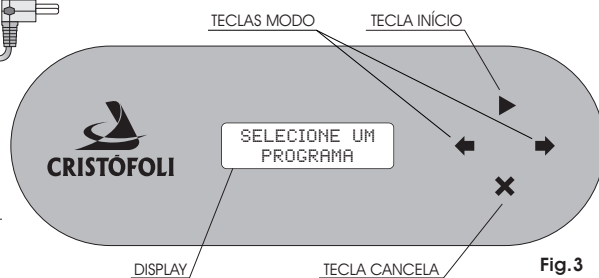 TECLAS MODO
TECLA INÍCIO
SELECIONE UM
PROGRAMA
CRISTÓFOLI
DISPLAY
TECLA CANCELA
Fig.3